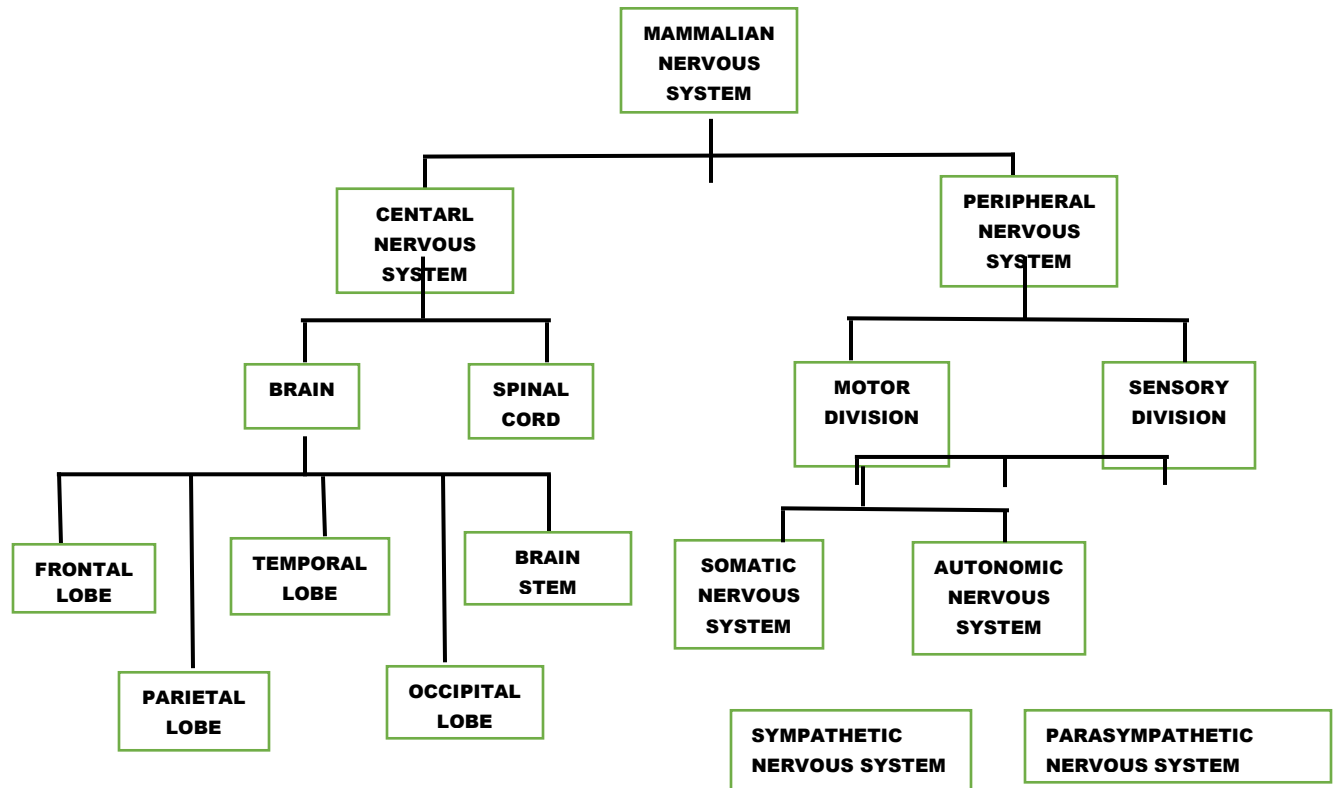 MAMMALIAN
NERVOUS
SYSTEM
CENTARL
NERVOUS
SYSTEM
PERIPHERAL
NERVOUS
SYSTEM
BRAIN
SPINAL
CORD
MOTOR
DIVISION
SENSORY
DIVISION
FRONTAL
LOBE
TEMPORAL
LOBE
BRAIN
STEM
SOMATIC
NERVOUS
SYSTEM
AUTONOMIC
NERVOUS
SYSTEM
PARIETAL
LOBE
OCCIPITAL
LOBE
SYMPATHETIC
NERVOUS SYSTEM
PARASYMPATHETIC
NERVOUS SYSTEM